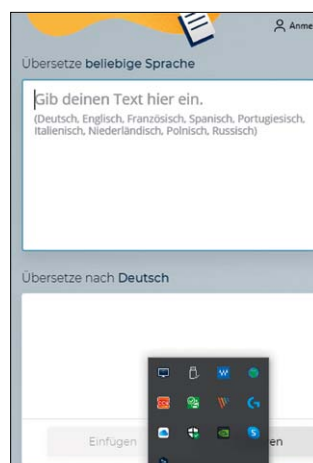 Anme
Übersetze beliebige Sprache
Gib deinen Text hier ein.
(Deutsch, Englisch, Französisch, Spanisch, Portugiesisch,
Italienisch, Niederländisch, Polnisch, Russisch)
Übersetze nach Deutsch
Einfügen en